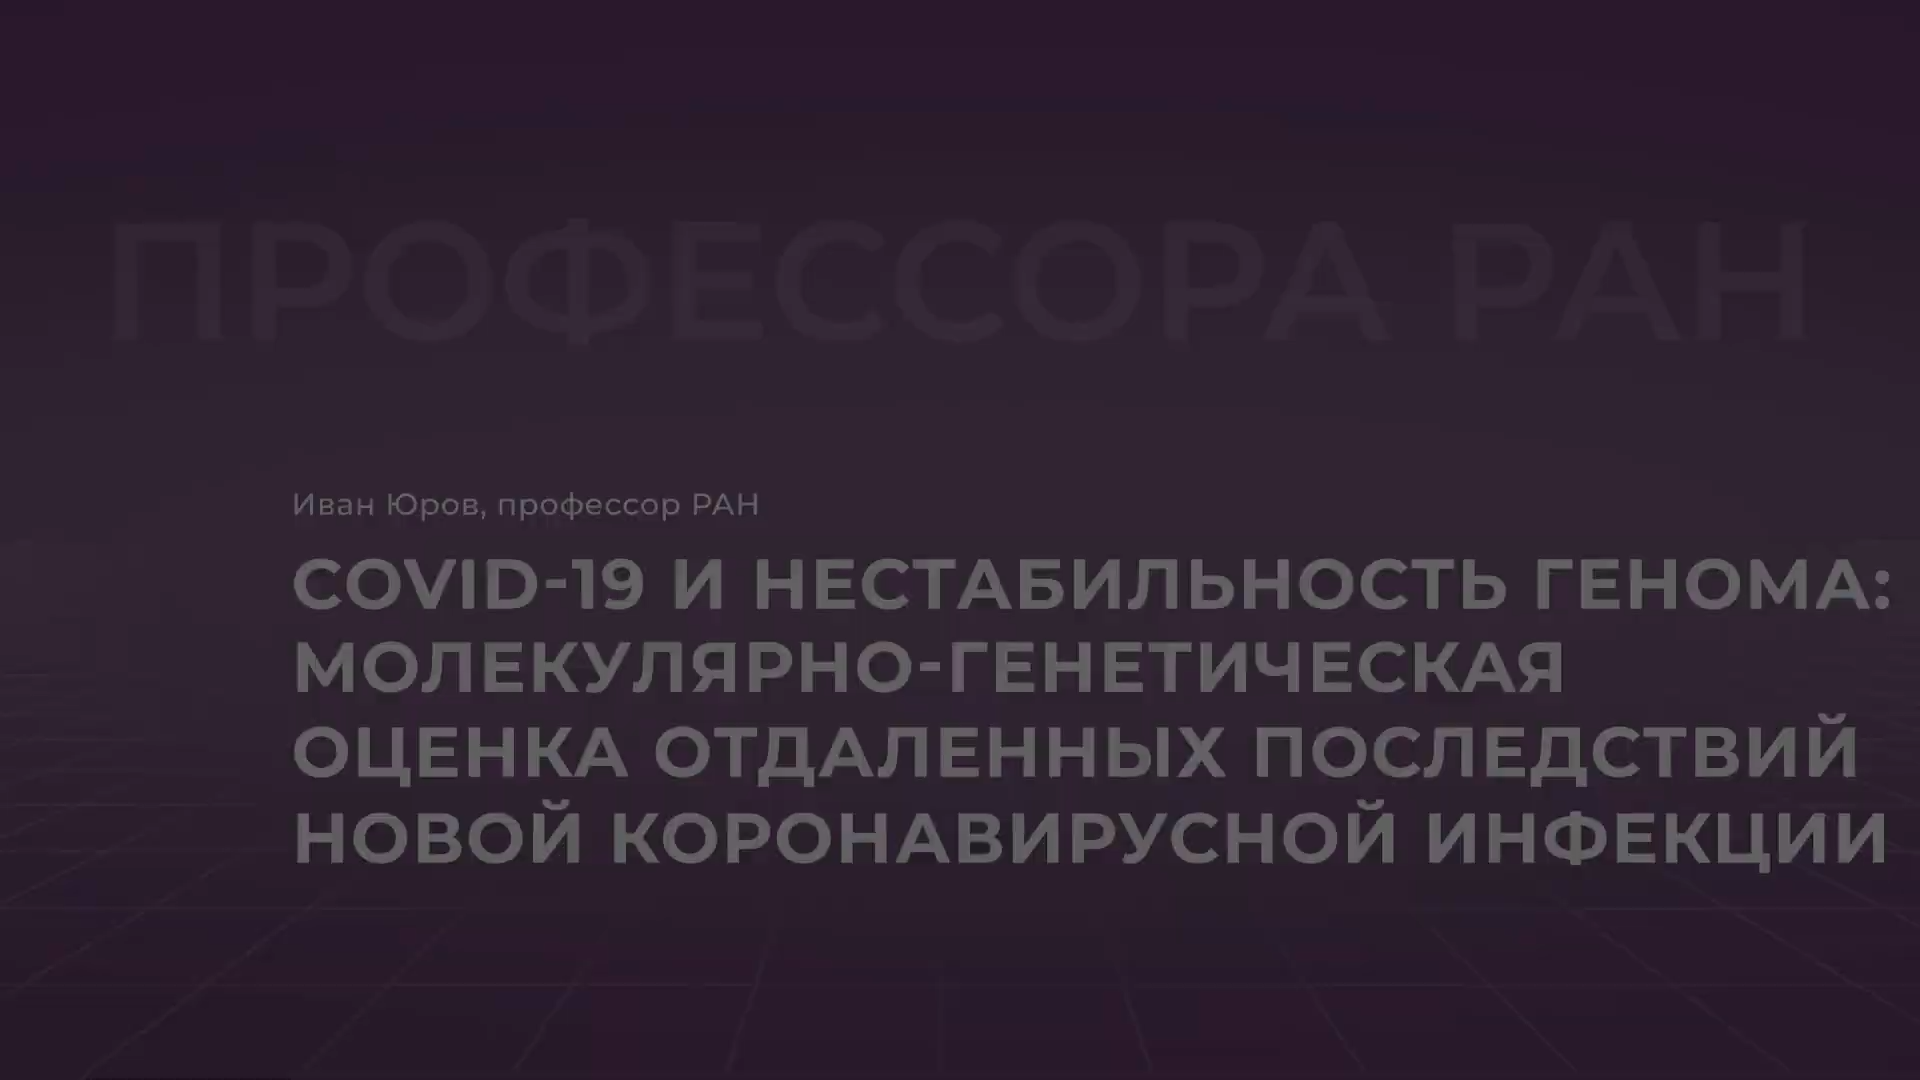 ПРОФЕССОРА РАН
Иван Юров, профессор РАН
COVID-19 И НЕСТАБИЛЬНОСТЬ ГЕНОМА:
МОЛЕКУЛЯРНО-ГЕНЕТИЧЕСКАЯ
ОЦЕНКА ОТДАЛЕННЫХ ПОСЛЕДСТВИЙ
НОВОЙ КОРОНАВИРУСНОЙ ИНФЕКЦИИ